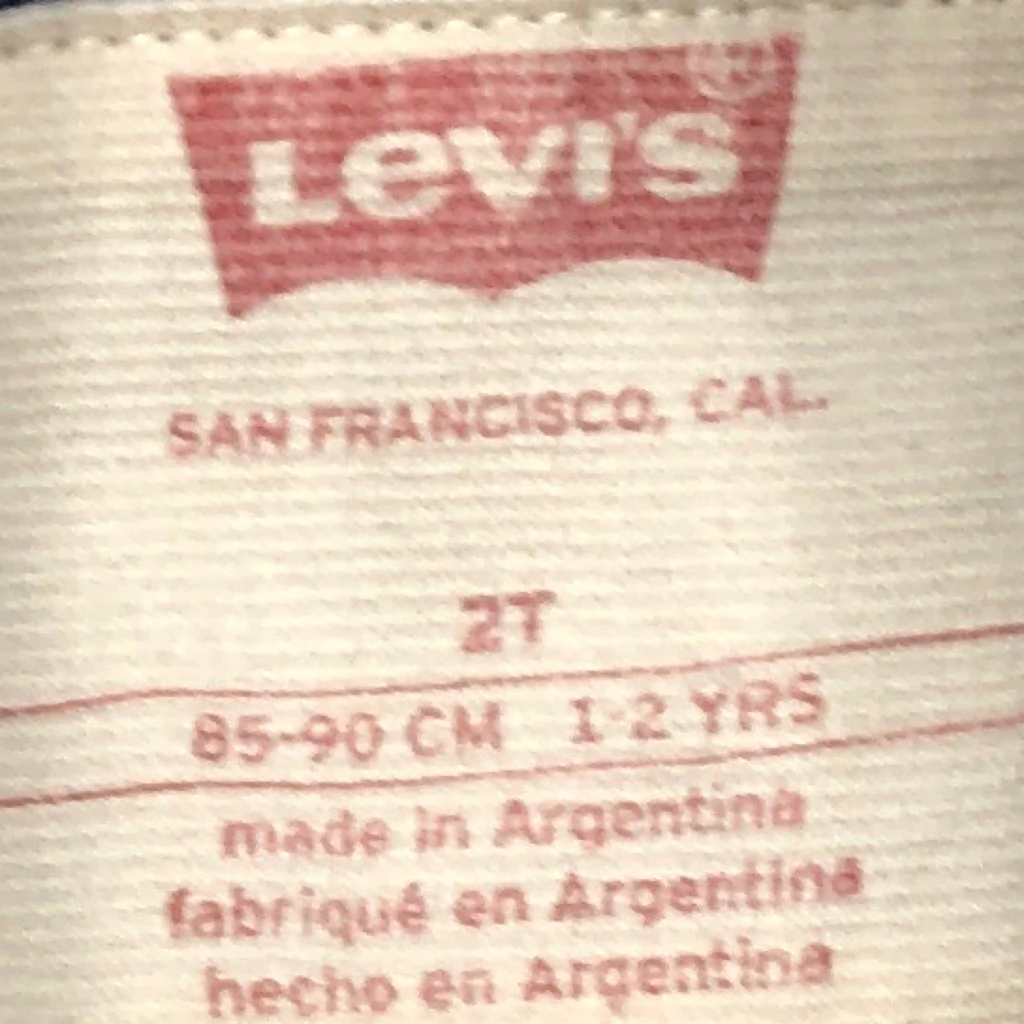 Levi's
SAN FRANCISCO, CAL.
2T
85-90 CM 1-2 YRS
made in Argentina
fabriqué en Argentina
hecho en Argentina